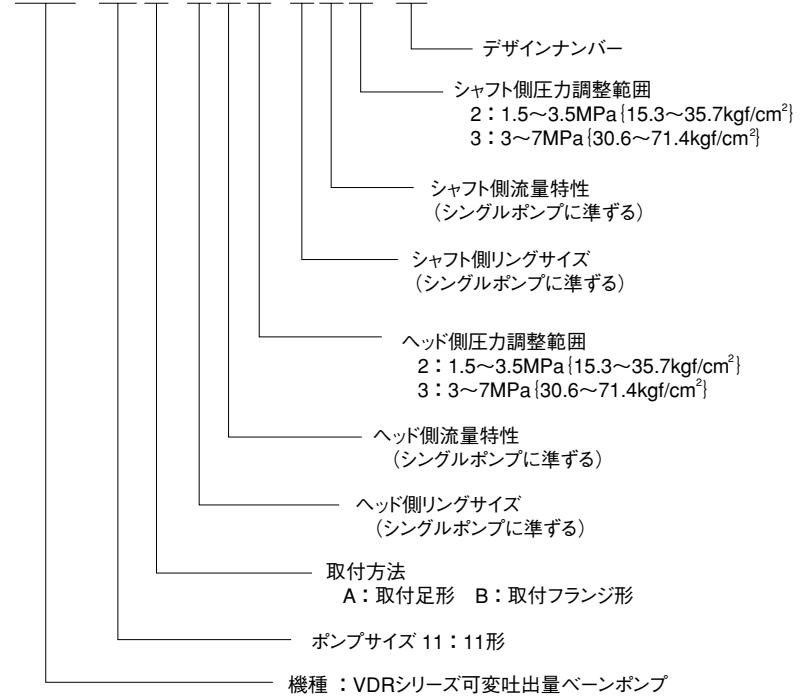 デザインナンバー
シャフト側圧力調整範囲
2：1.5～3.5MPa{15.3～35.7kgf/cm²}
3：3～7MPa{30.6～71.4kgf/cm²}
シャフト側流量特性
（シングルポンプに準ずる）
シャフト側リングサイズ
（シングルポンプに準ずる）
ヘッド側圧力調整範囲
2：1.5～3.5MPa{15.3～35.7kgf/cm²}
3：3～7MPa{30.6～71.4kgf/cm²}
ヘッド側流量特性
（シングルポンプに準ずる）
ヘッド側リングサイズ
（シングルポンプに準ずる）
取付方法
A：取付足形　B：取付フランジ形
ポンプサイズ 11：11形
機種 ：VDRシリーズ可変吐出量ベーンポンプ